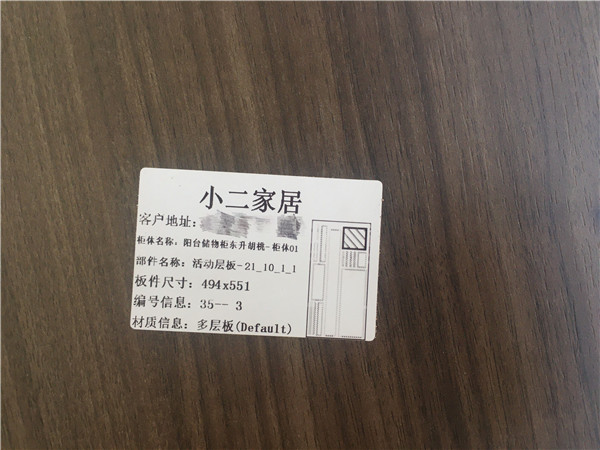 小二家居
客户地址:
柜体名称: 阳台储物柜东升胡桃-柜体01
部件名称: 活动层板-21_10_1_1
板件尺寸: 494x551
编号信息: 35-- 3
材质信息: 多层板(Default)